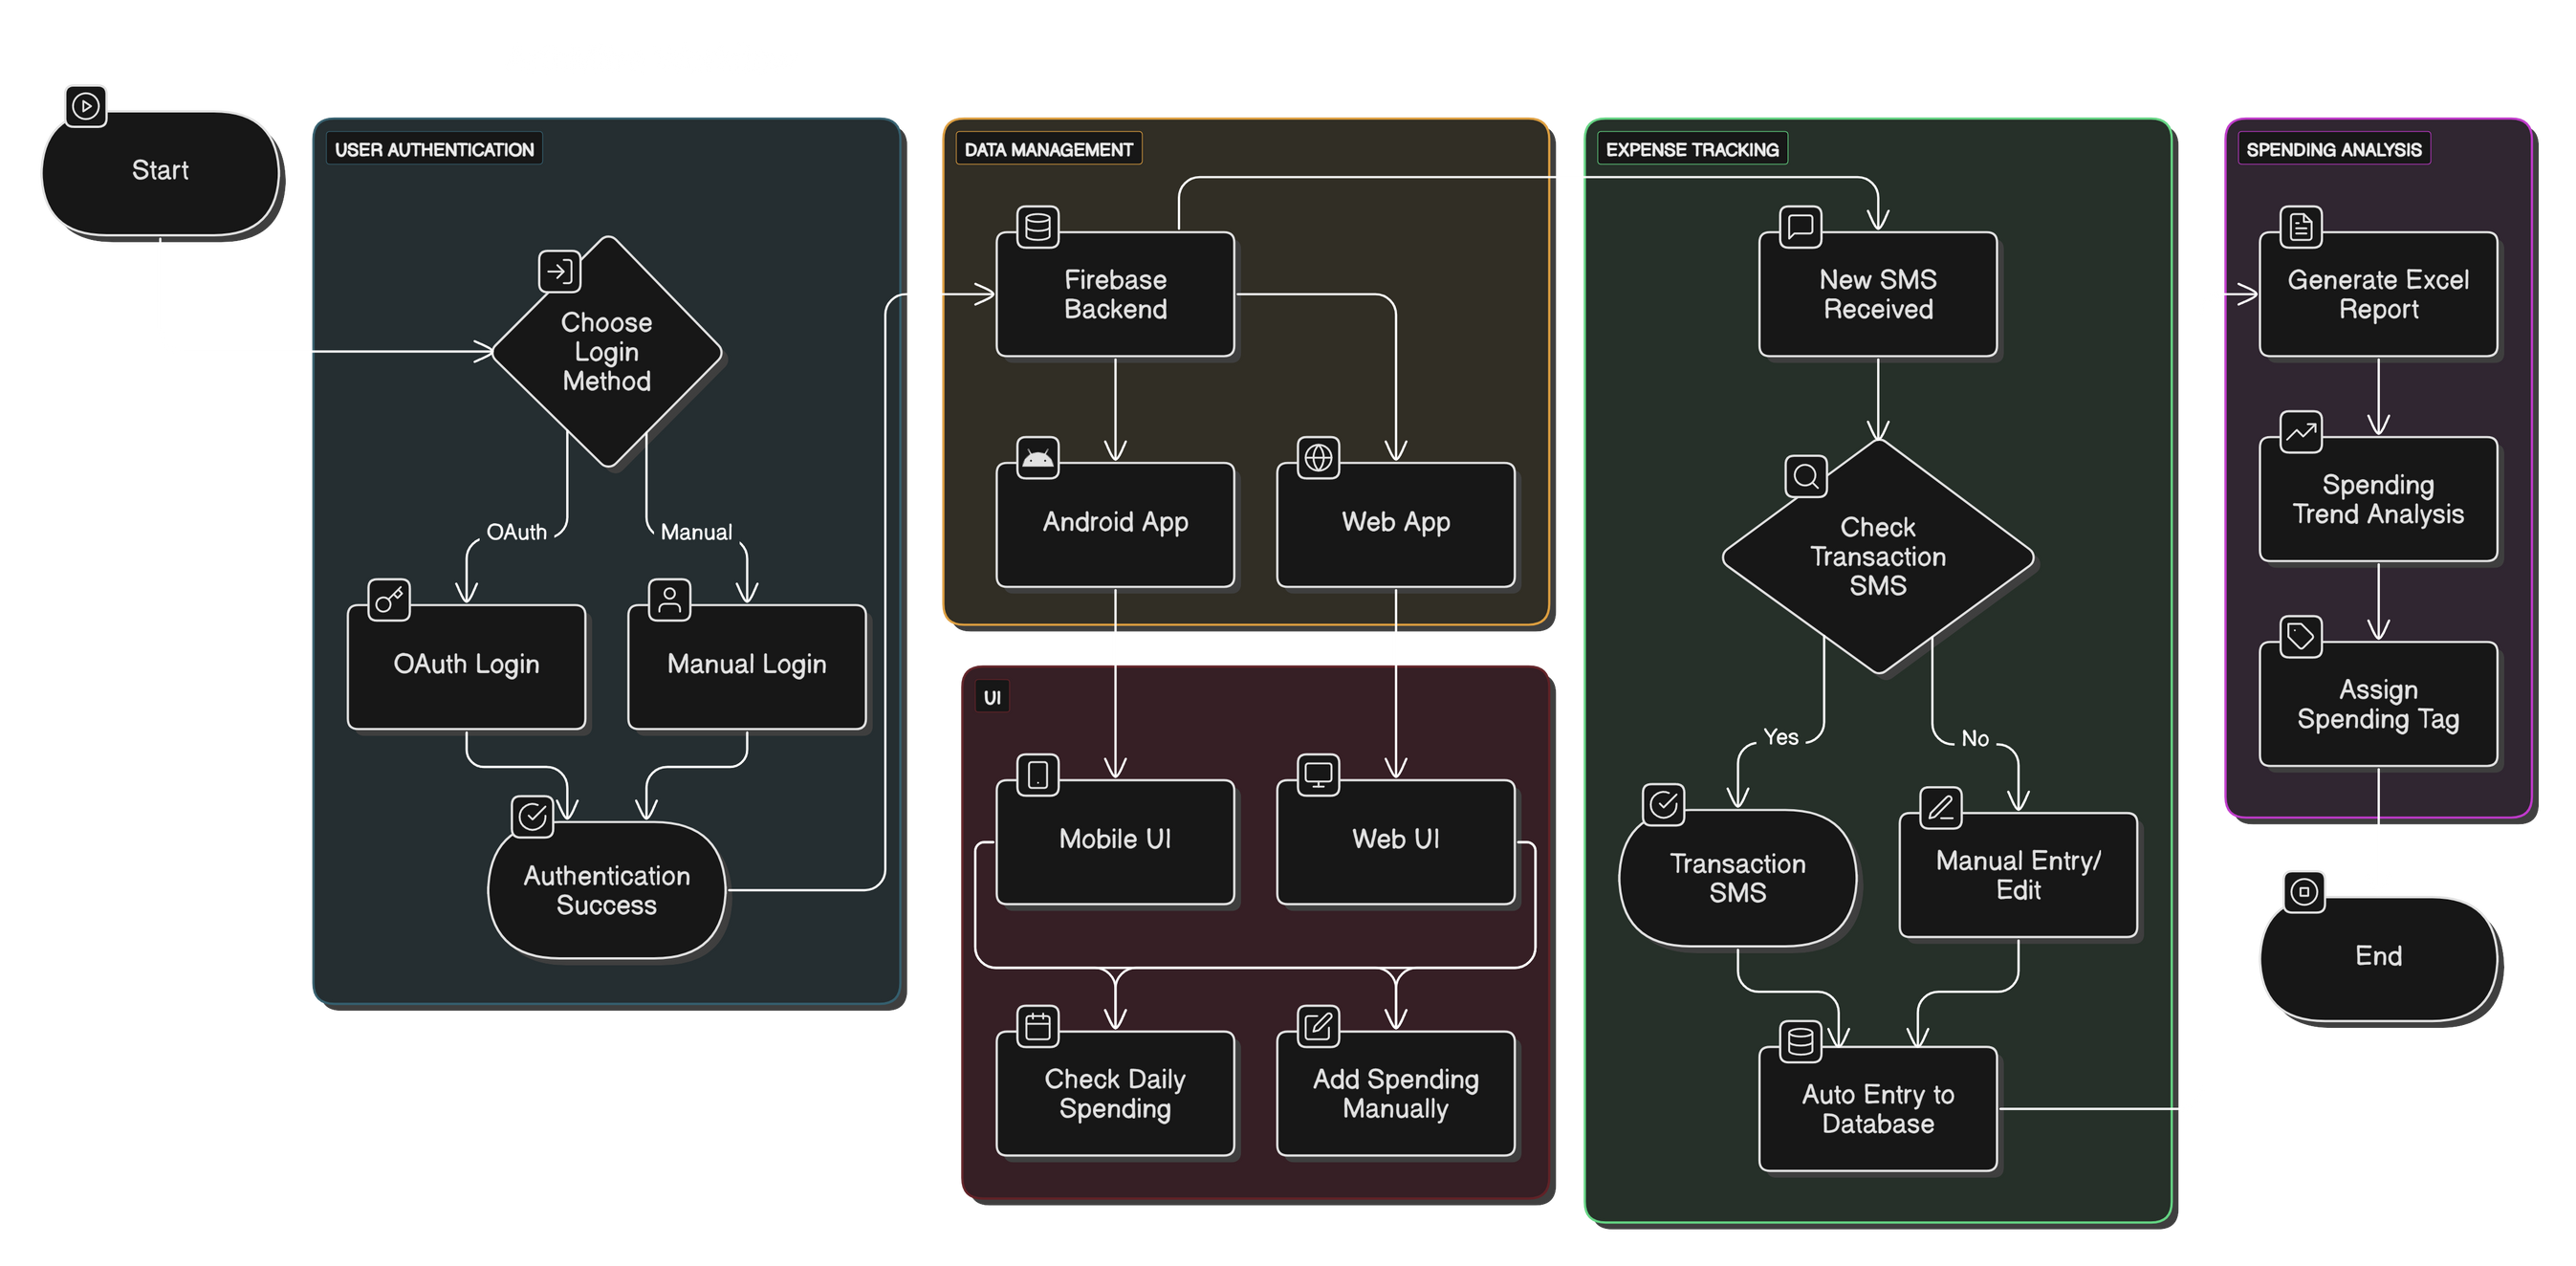 Start
USER AUTHENTICATION
Choose
Login
Method
OAuth
Manual
OAuth Login
Manual Login
Authentication
Success
DATA MANAGEMENT
Firebase
Backend
Android App
Web App
UI
Mobile UI
Web UI
Check Daily
Spending
Add Spending
Manually
EXPENSE TRACKING
New SMS
Received
Check
Transaction
SMS
Yes
No
Transaction
SMS
Manual Entry/
Edit
Auto Entry to
Database
SPENDING ANALYSIS
Generate Excel
Report
Spending
Trend Analysis
Assign
Spending Tag
End